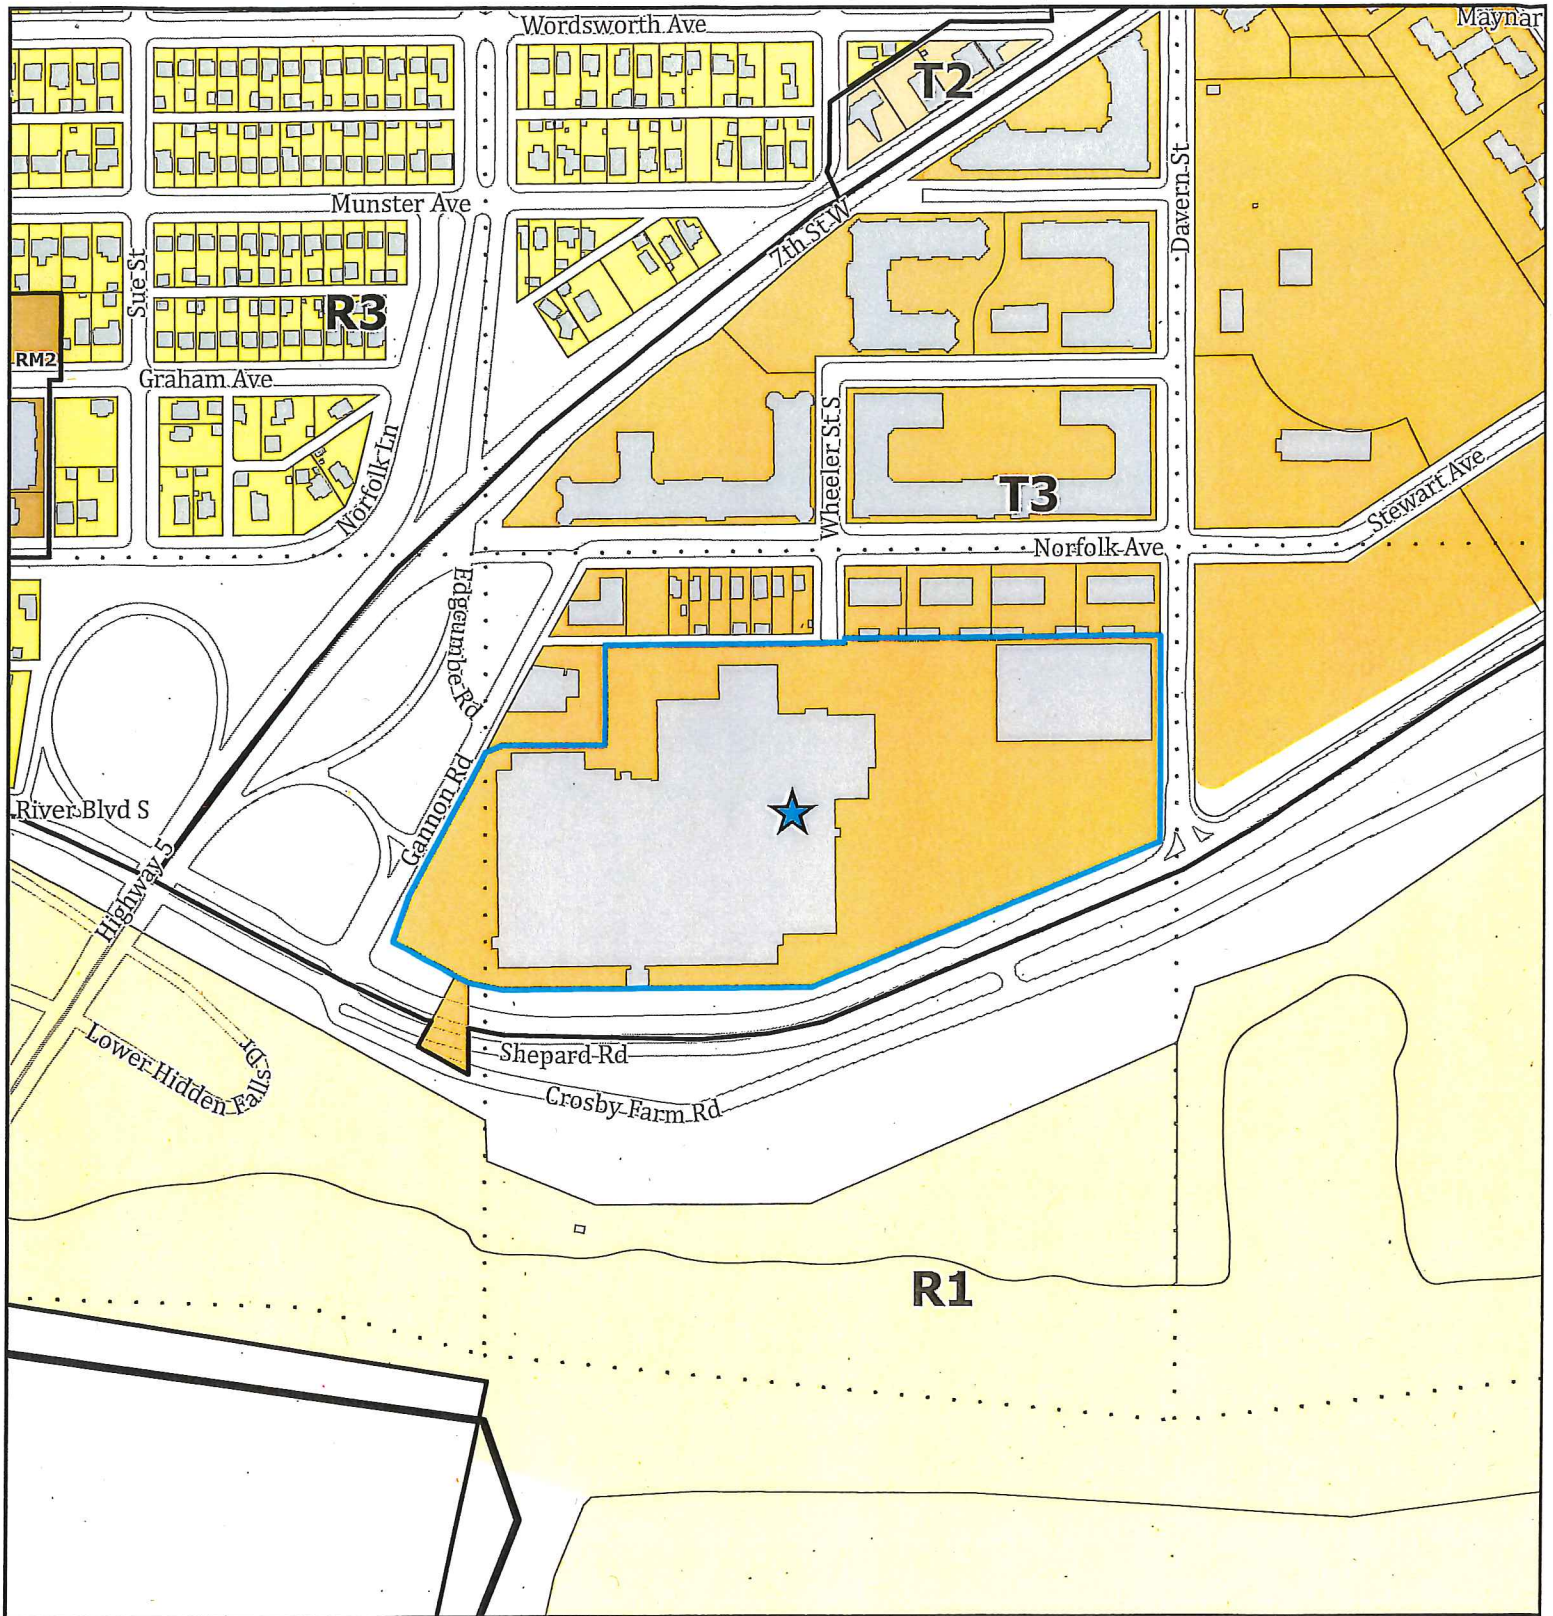 Wordsworth Ave
Maynar
T2
Munster Ave
Davern St
7th St W
Sue St
R3
RM2
Graham Ave
Norfolk Ln
Wheeler St S
T3
Stewart Ave
Norfolk Ave
Edgcumbe Rd
Gannon Rd
River Blvd S
Highway 5
Lower Hidden Falls Dr
Shepard Rd
Crosby Farm Rd
R1